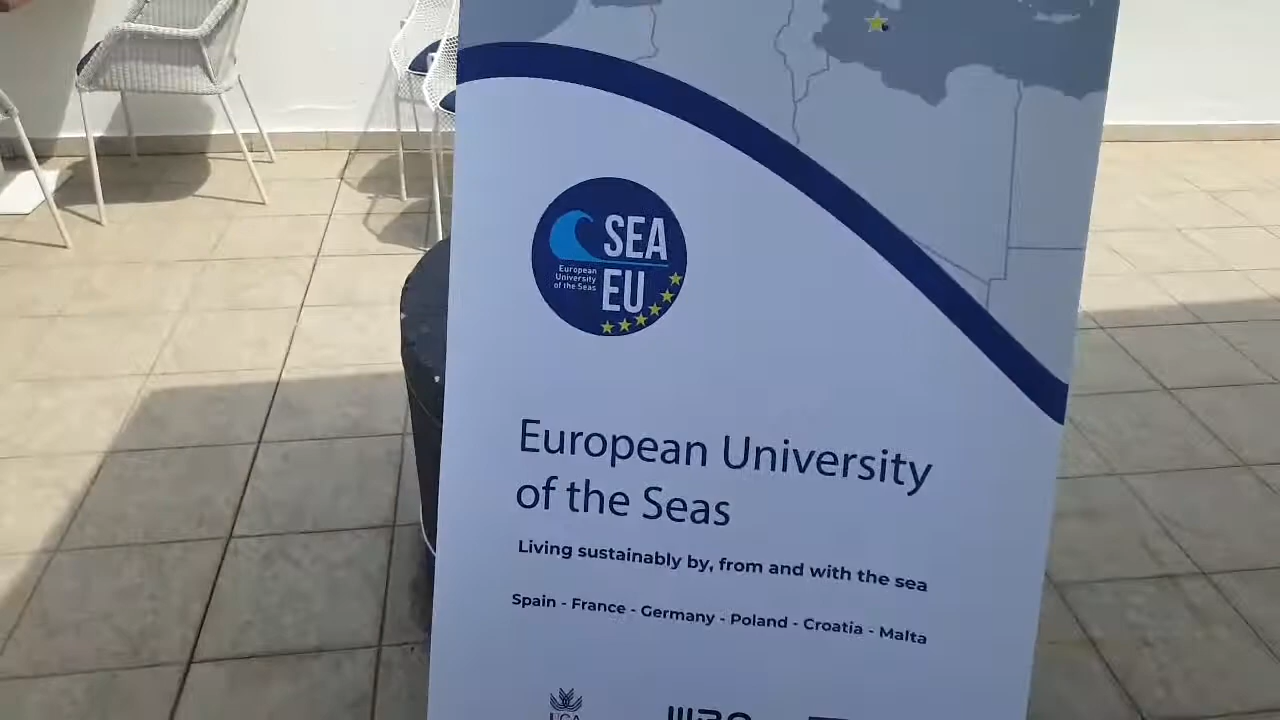 SEA
European
University
of the Seas
EU
European University
of the Seas
Living sustainably by, from and with the sea
Spain - France - Germany - Poland - Croatia - Malta
UCA